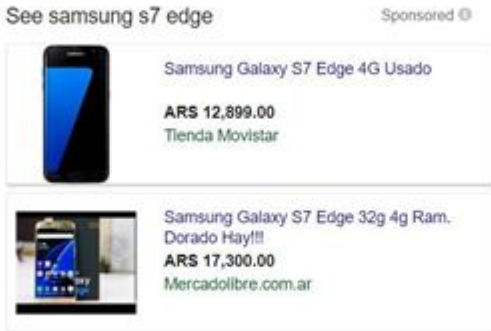 See samsung s7 edge
Sponsored
Samsung Galaxy S7 Edge 4G Usado
ARS 12,899.00
Tienda Movistar
Samsung Galaxy S7 Edge 32g 4g Ram.
Dorado Hay!!!
ARS 17,300.00
Mercadolibre.com.ar